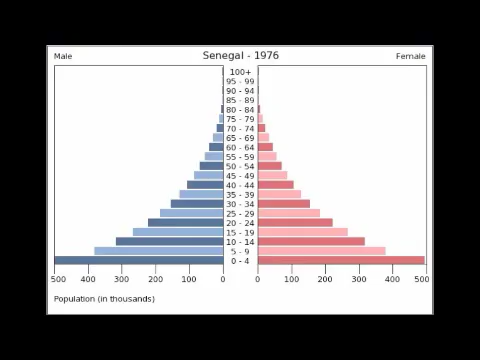 Senegal - 1976
Male
Female
100+
95 - 99
90 - 94
85 - 89
80 - 84
75 - 79
70 - 74
65 - 69
60 - 64
55 - 59
50 - 54
45 - 49
40 - 44
35 - 39
30 - 34
25 - 29
20 - 24
15 - 19
10 - 14
5 - 9
0 - 4
500 400 300 200 100 0 0 100 200 300 400 500
Population (in thousands)